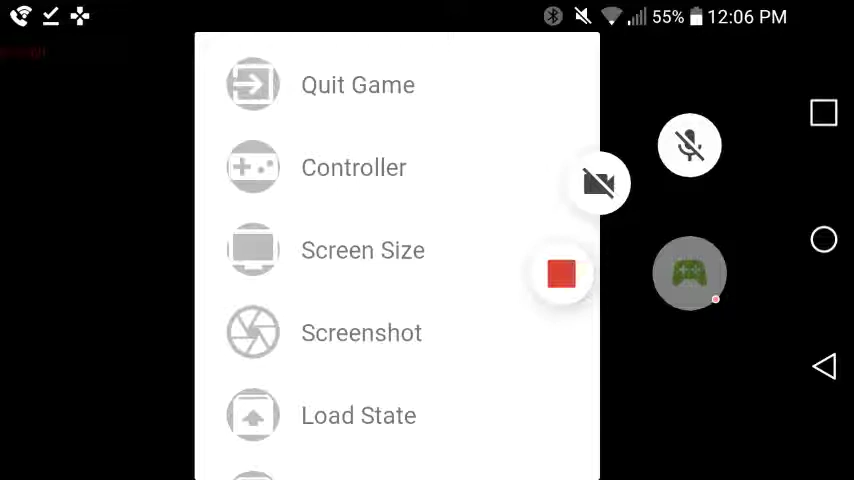 55% 12:06 PM
Quit Game
Controller
Screen Size
Screenshot
Load State